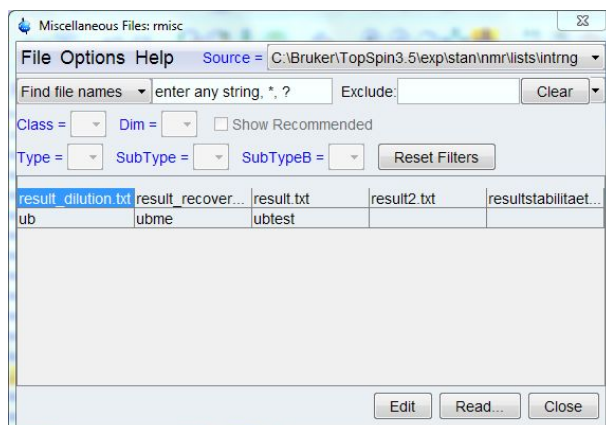 Miscellaneous Files: rmisc
File Options Help Source = C:\Bruker\TopSpin3.5\exp\stan\nmr\lists\intrng
Find file names enter any string, *, ? Exclude: Clear
Class = Dim = Show Recommended
Type = SubType = SubTypeB = Reset Filters
result_dilution.txt result_recover... result.txt result2.txt resultstabilitaet...
ub ubme ubtest
Edit Read... Close